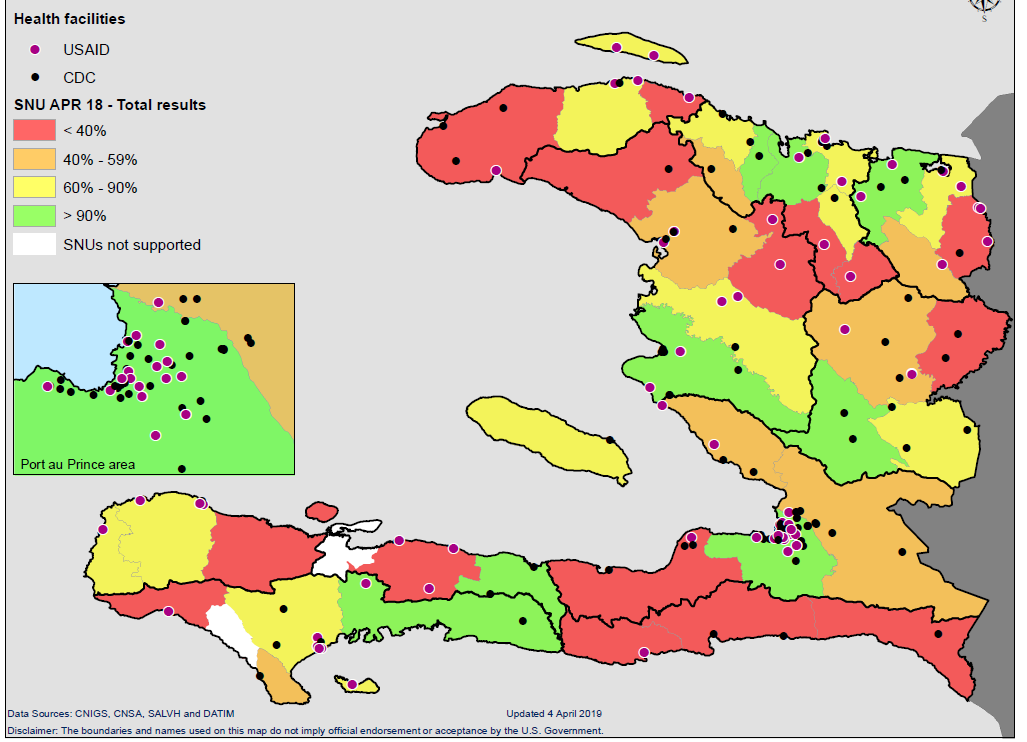 Health facilities
USAID
CDC
SNU APR 18 - Total results
< 40%
40% - 59%
60% - 90%
> 90%
SNUs not supported
Port au Prince area
S
Data Sources: CNIGS, CNSA, SALVH and DATIM
Updated 4 April 2019
Disclaimer: The boundaries and names used on this map do not imply official endorsement or acceptance by the U.S. Government.